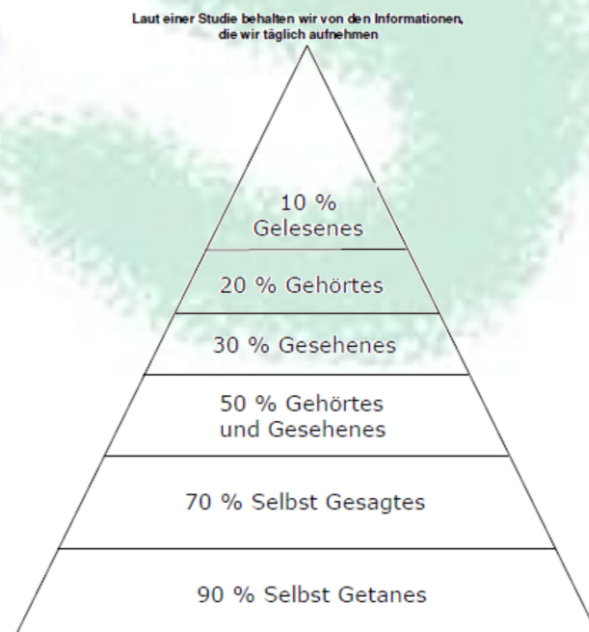 Laut einer Studie behalten wir von den Informationen,
die wir täglich aufnehmen
10 %
Gelesenes
20 % Gehörtes
30 % Gesehenes
50 % Gehörtes
und Gesehenes
70 % Selbst Gesagtes
90 % Selbst Getanes